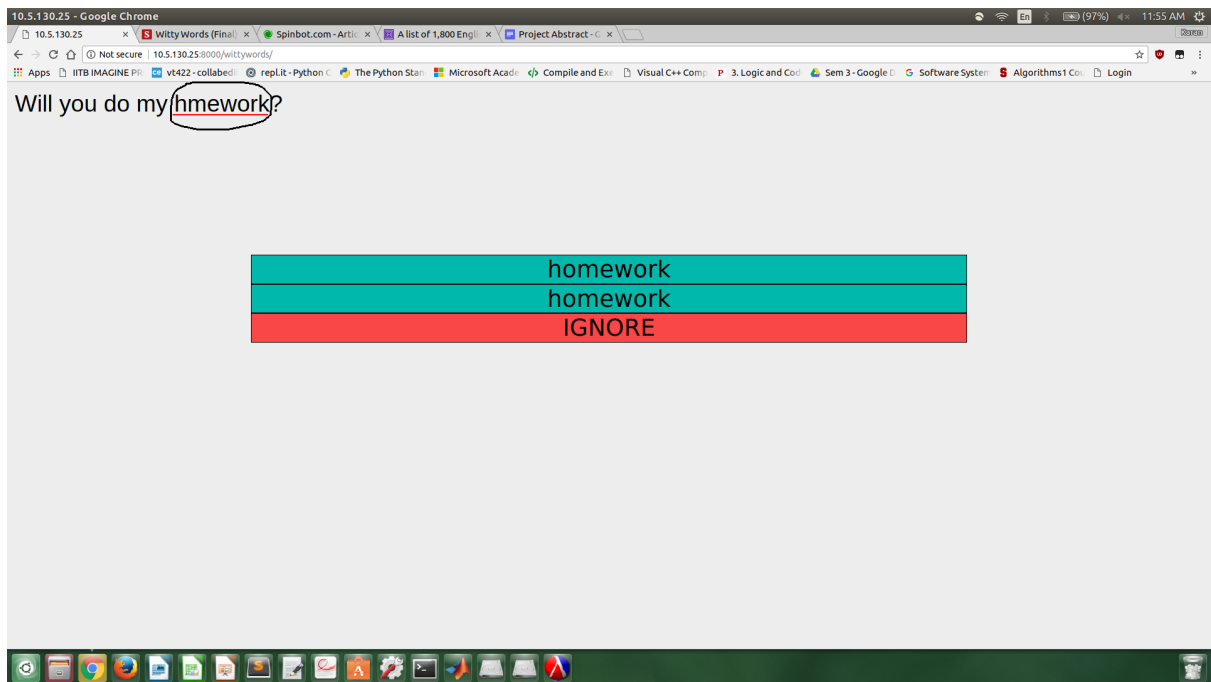 10.5.130.25 - Google Chrome
En
(97%)
11:55 AM
10.5.130.25
Witty Words (Final)
Spinbot.com - Artic
A list of 1,800 Engli
Project Abstract - G
Karan
Not secure | 10.5.130.25:8000/wittywords/
Apps
IITB IMAGINE PR
vt422 - collabedi
repl.it - Python C
The Python Stan
Microsoft Acade
Compile and Exe
Visual C++ Comp
3. Logic and Cod
Sem 3 - Google D
Software System
Algorithms1 Cou
Login
»
Will you do my hmework?
homework
homework
IGNORE